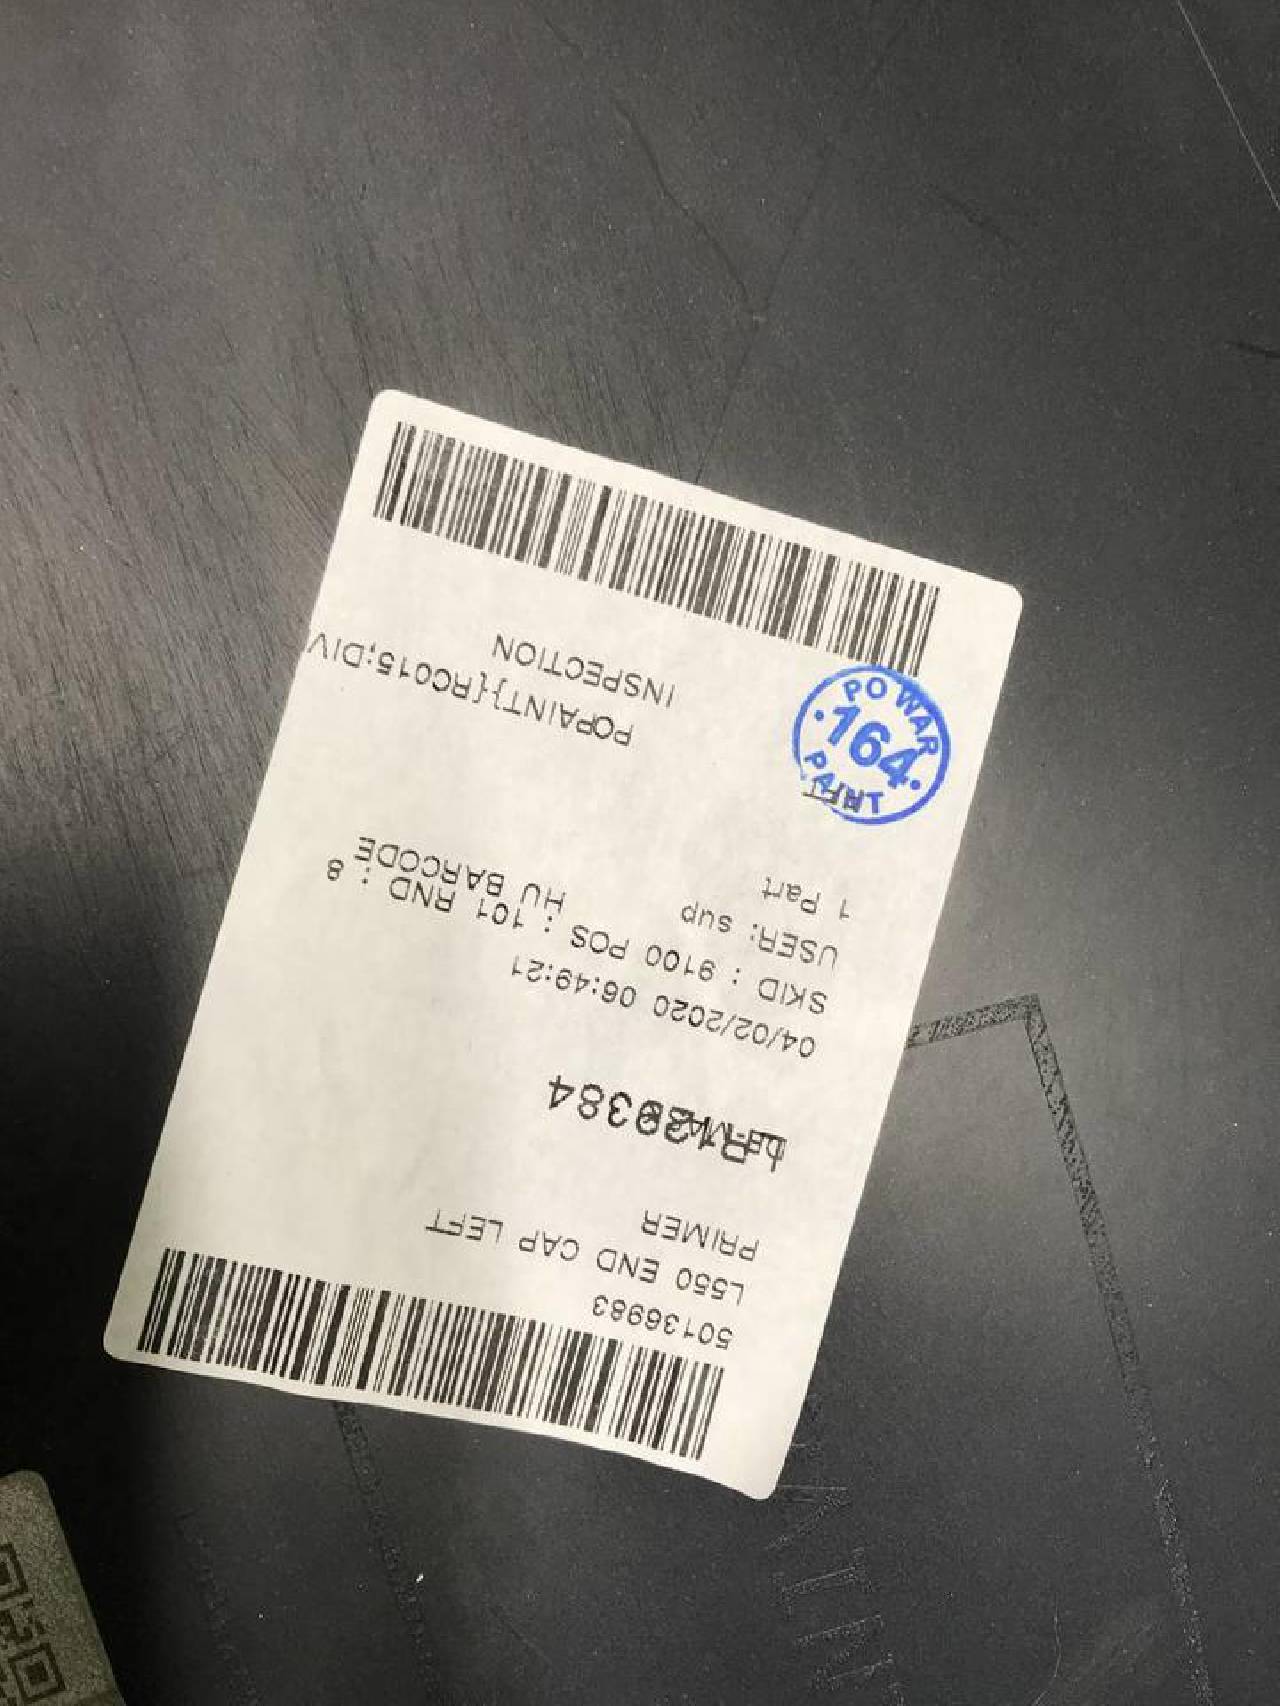 50136983
L550 END CAP LEFT
PRIMER
04/02/2020 06:49:21
SKID : 9100 POS : 101 RND : 8
USER: sup HU BARCODE
1 Part
POPAINT}{RC015;DIV
INSPECTION
PO WAR
164
PAINT